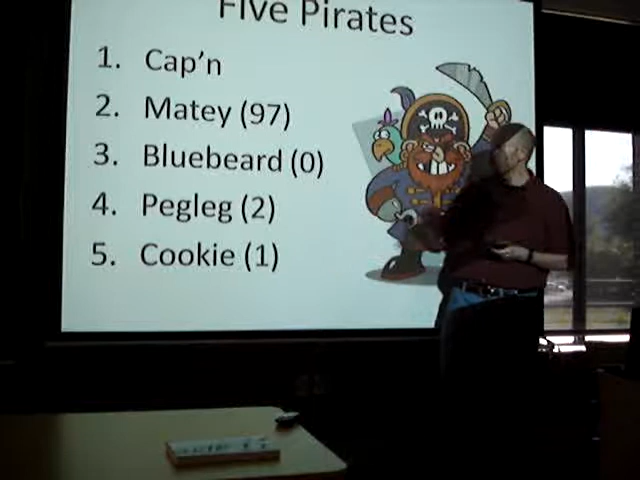 Five Pirates
1. Cap'n
2. Matey (97)
3. Bluebeard (0)
4. Pegleg (2)
5. Cookie (1)